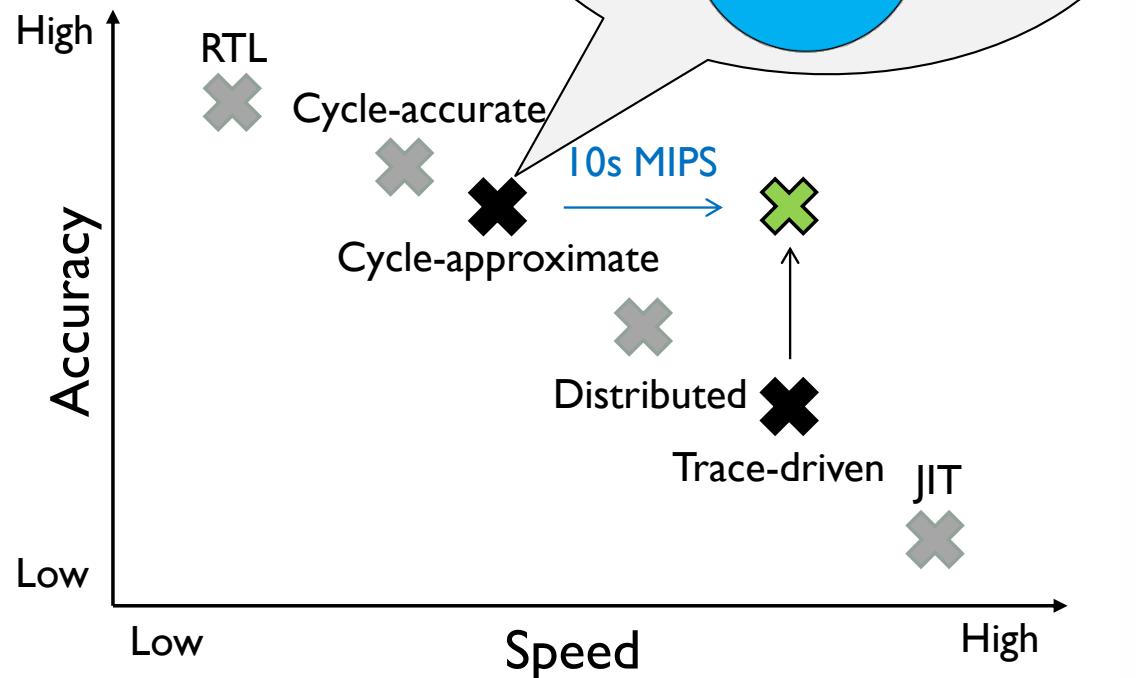 High
RTL
Cycle-accurate
10s MIPS
Cycle-approximate
Accuracy
Distributed
Trace-driven
JIT
Low
Low
Speed
High